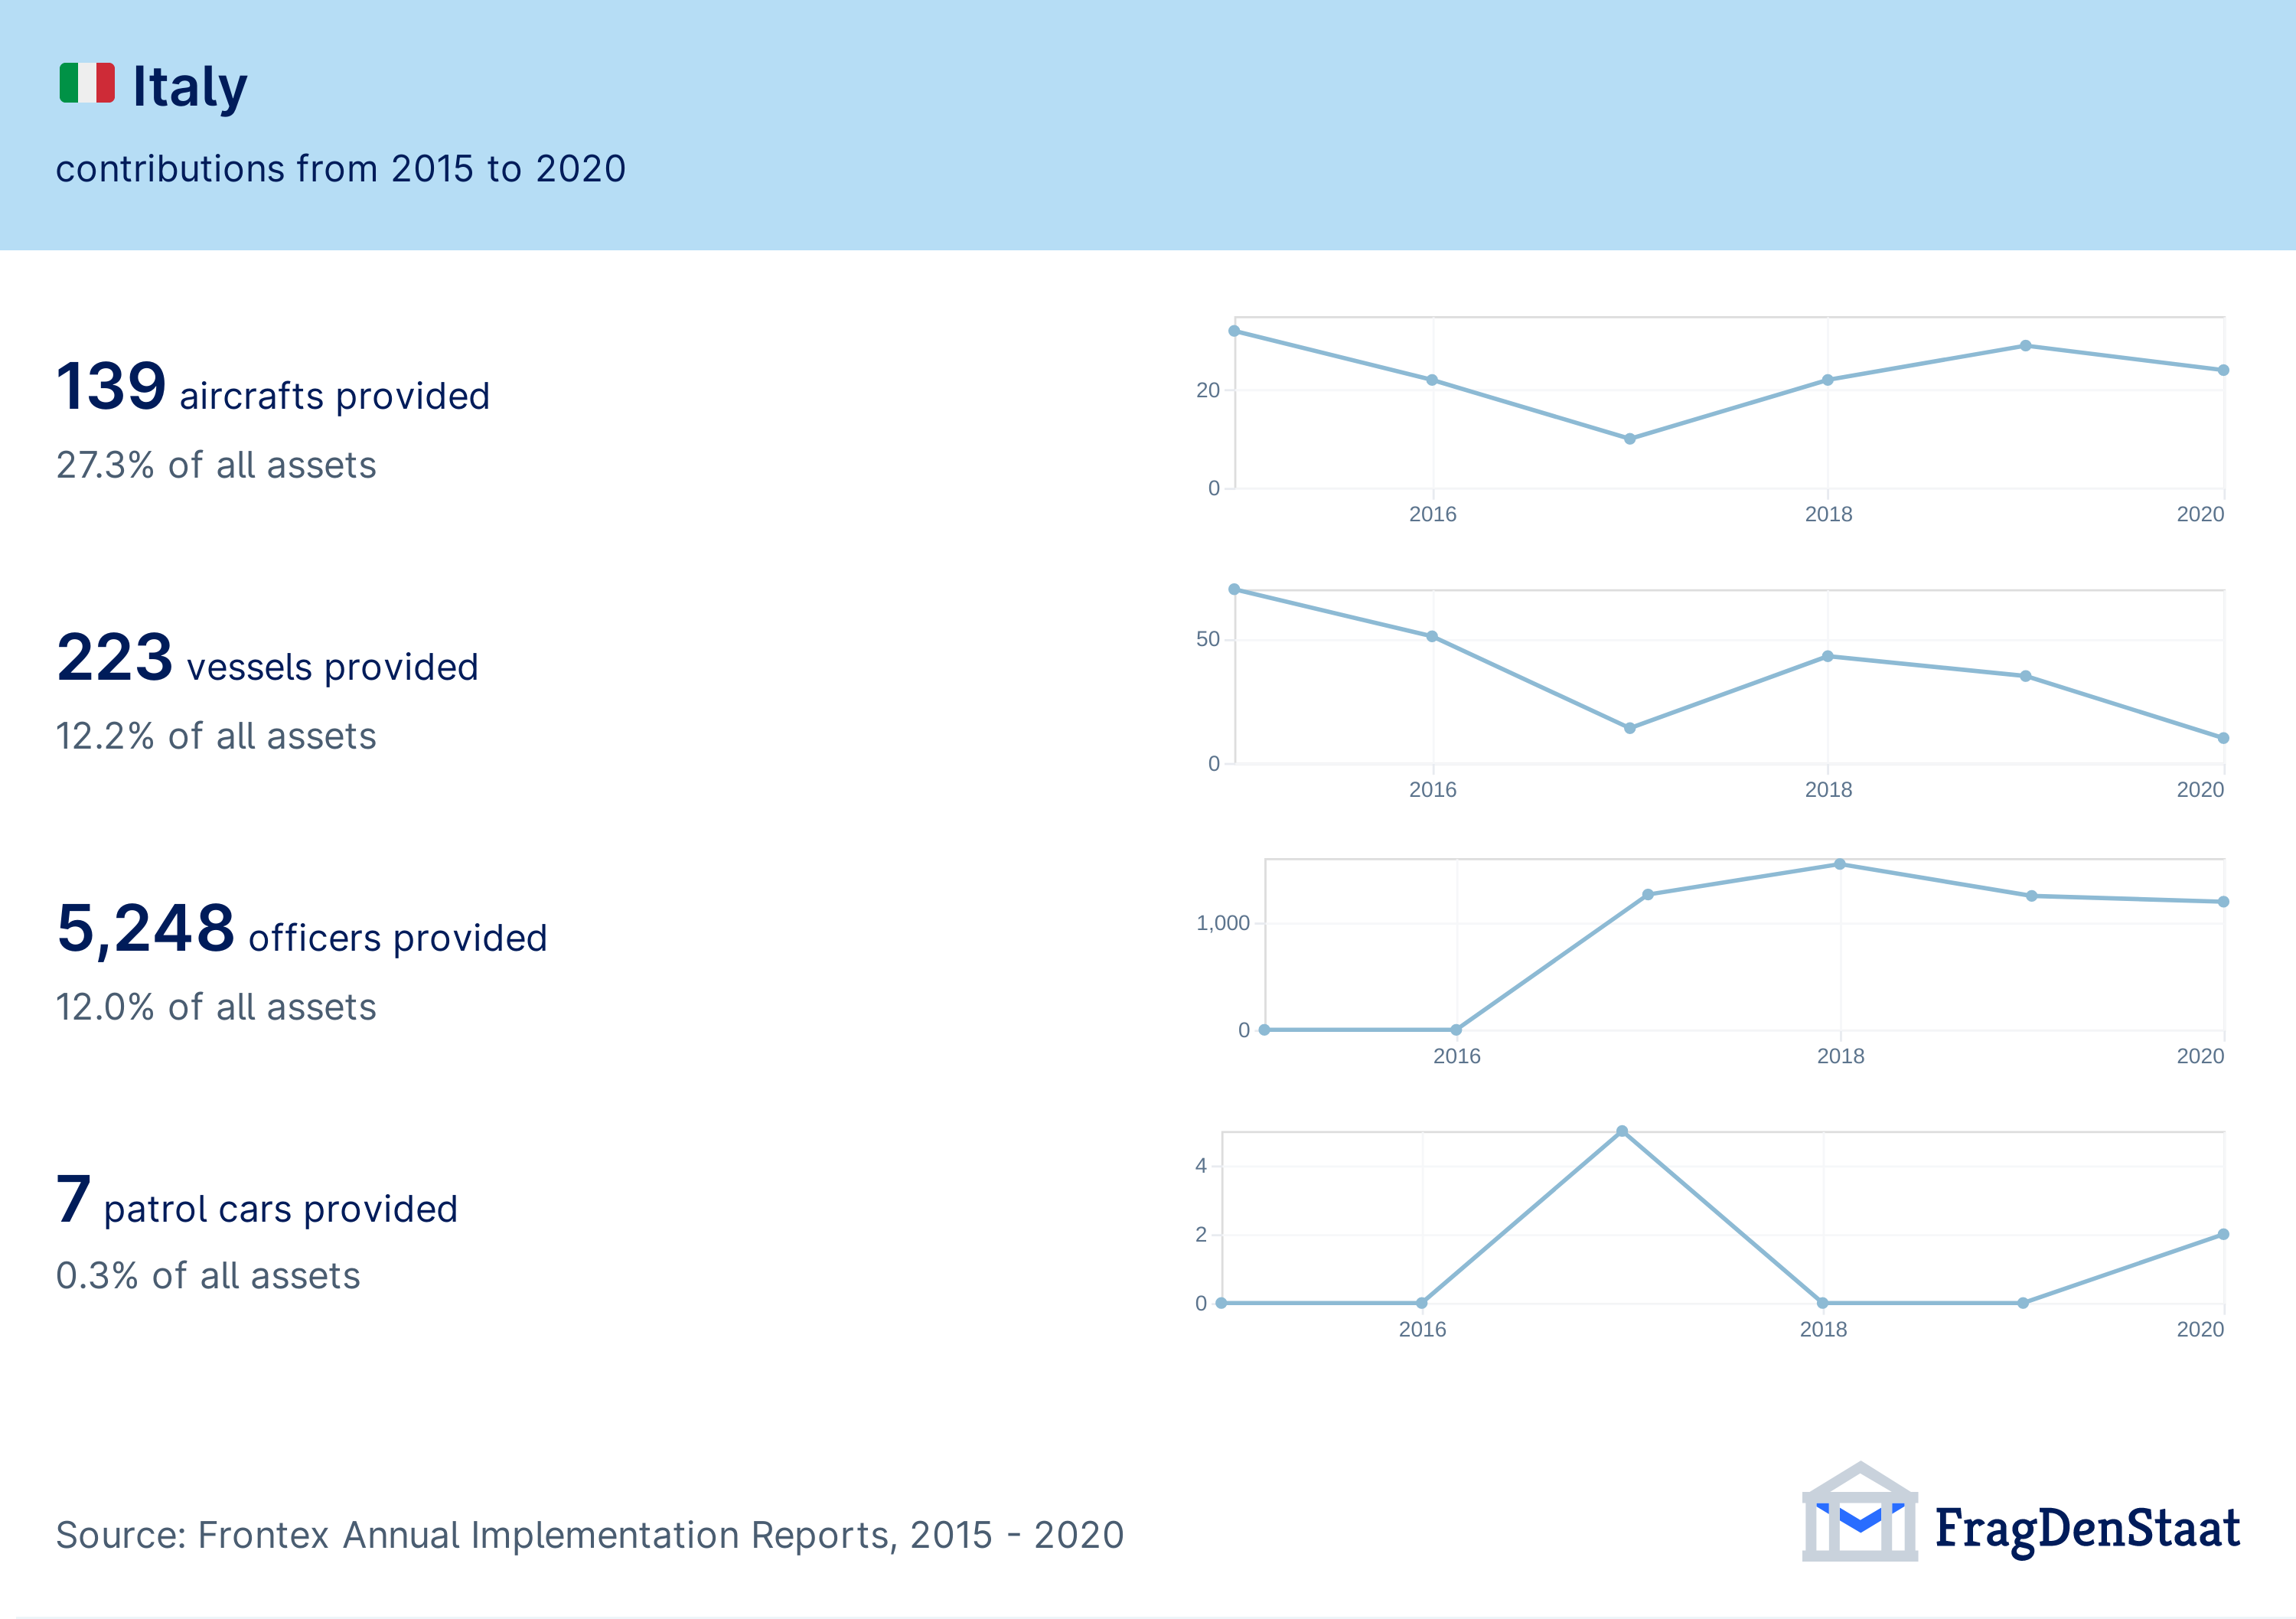 Italy
contributions from 2015 to 2020
139 aircrafts provided
27.3% of all assets
20
0
2016 2018 2020
223 vessels provided
12.2% of all assets
50
0
2016 2018 2020
5,248 officers provided
12.0% of all assets
1,000
0
2016 2018 2020
7 patrol cars provided
0.3% of all assets
4
2
0
2016 2018 2020
Source: Frontex Annual Implementation Reports, 2015 - 2020
FragDenStaat